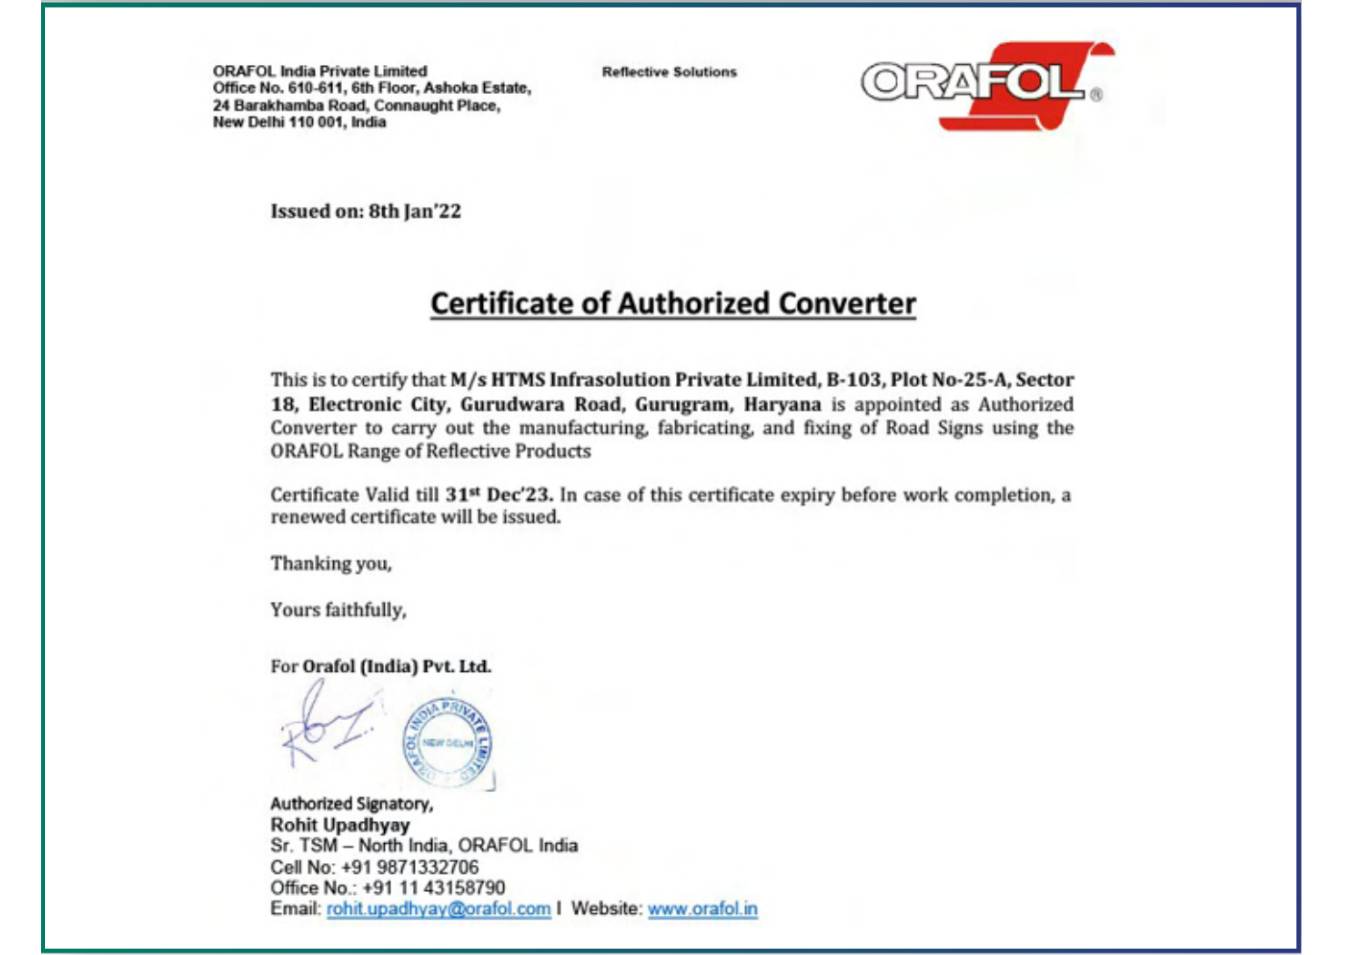 ORAFOL India Private Limited
Office No. 610-611, 6th Floor, Ashoka Estate,
24 Barakhamba Road, Connaught Place,
New Delhi 110 001, India
Reflective Solutions
ORAFOL®
Issued on: 8th Jan'22
Certificate of Authorized Converter
This is to certify that M/s HTMS Infrasolution Private Limited, B-103, Plot No-25-A, Sector
18, Electronic City, Gurudwara Road, Gurugram, Haryana is appointed as Authorized
Converter to carry out the manufacturing, fabricating, and fixing of Road Signs using the
ORAFOL Range of Reflective Products
Certificate Valid till 31st Dec'23. In case of this certificate expiry before work completion, a
renewed certificate will be issued.
Thanking you,
Yours faithfully,
For Orafol (India) Pvt. Ltd.
ORAFOL INDIA PRIVATE LIMITED
NEW DELHI
Authorized Signatory,
Rohit Upadhyay
Sr. TSM – North India, ORAFOL India
Cell No: +91 9871332706
Office No.: +91 11 43158790
Email: rohit.upadhyay@orafol.com I Website: www.orafol.in